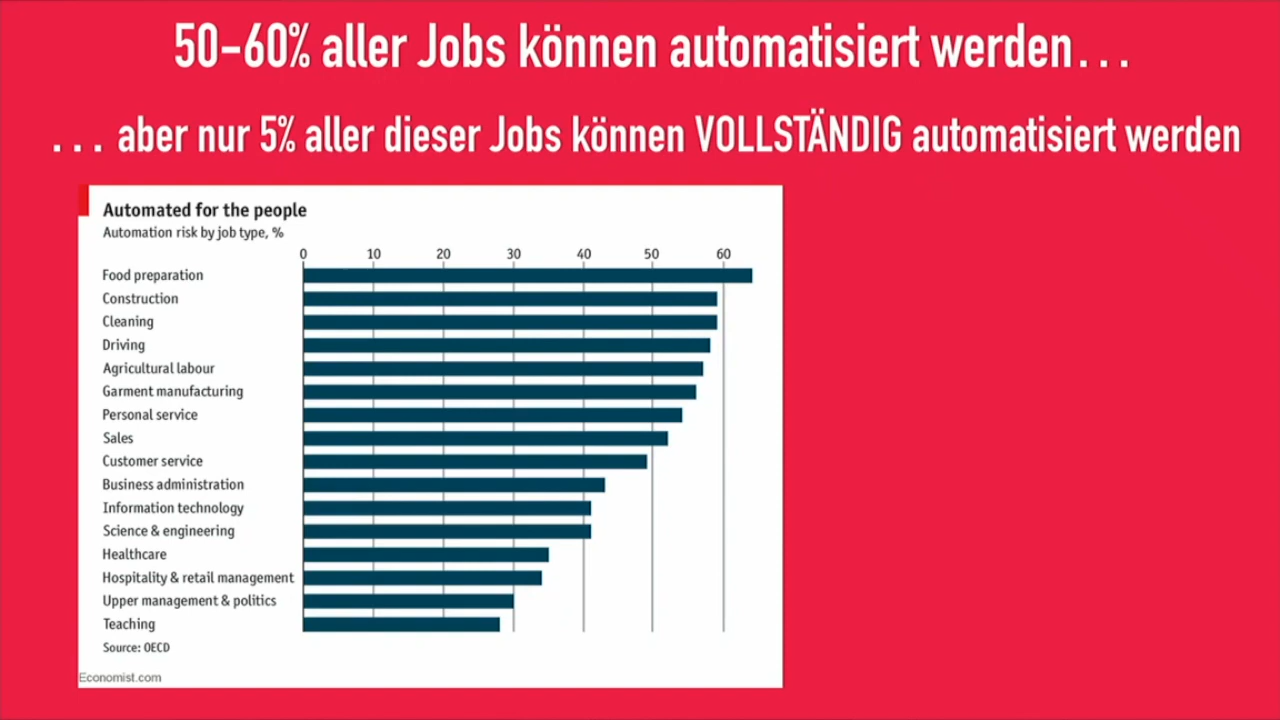 50-60% aller Jobs können automatisiert werden...
... aber nur 5% aller dieser Jobs können VOLLSTÄNDIG automatisiert werden
Automated for the people
Automation risk by job type, %
0 10 20 30 40 50 60
Food preparation
Construction
Cleaning
Driving
Agricultural labour
Garment manufacturing
Personal service
Sales
Customer service
Business administration
Information technology
Science & engineering
Healthcare
Hospitality & retail management
Upper management & politics
Teaching
Source: OECD
Economist.com